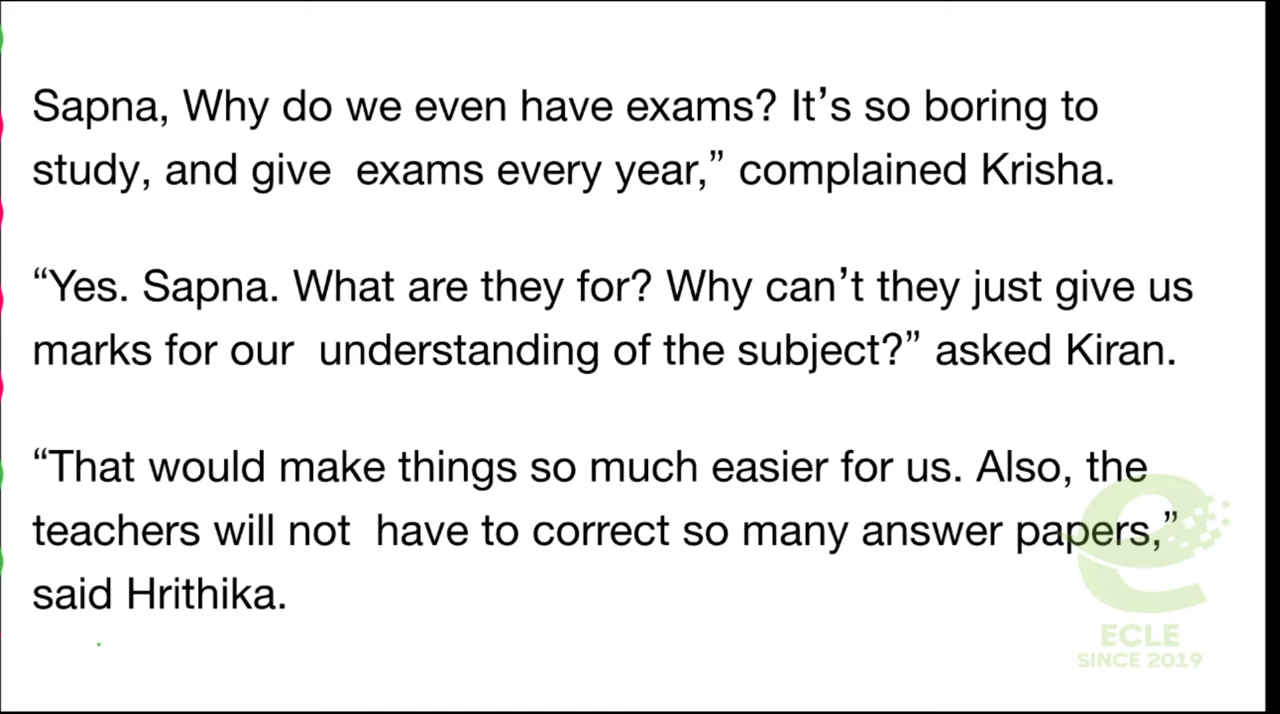 Sapna, Why do we even have exams? It’s so boring to
study, and give  exams every year,” complained Krisha.
“Yes. Sapna. What are they for? Why can’t they just give us
marks for our  understanding of the subject?” asked Kiran.
“That would make things so much easier for us. Also, the
teachers will not  have to correct so many answer papers,”
said Hrithika.
ECLE
SINCE 2019